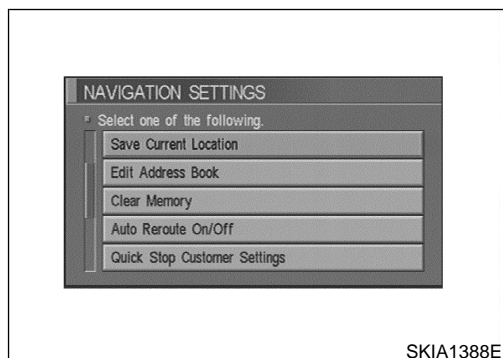 NAVIGATION SETTINGS
Select one of the following.
Save Current Location
Edit Address Book
Clear Memory
Auto Reroute On/Off
Quick Stop Customer Settings
SKIA1388E